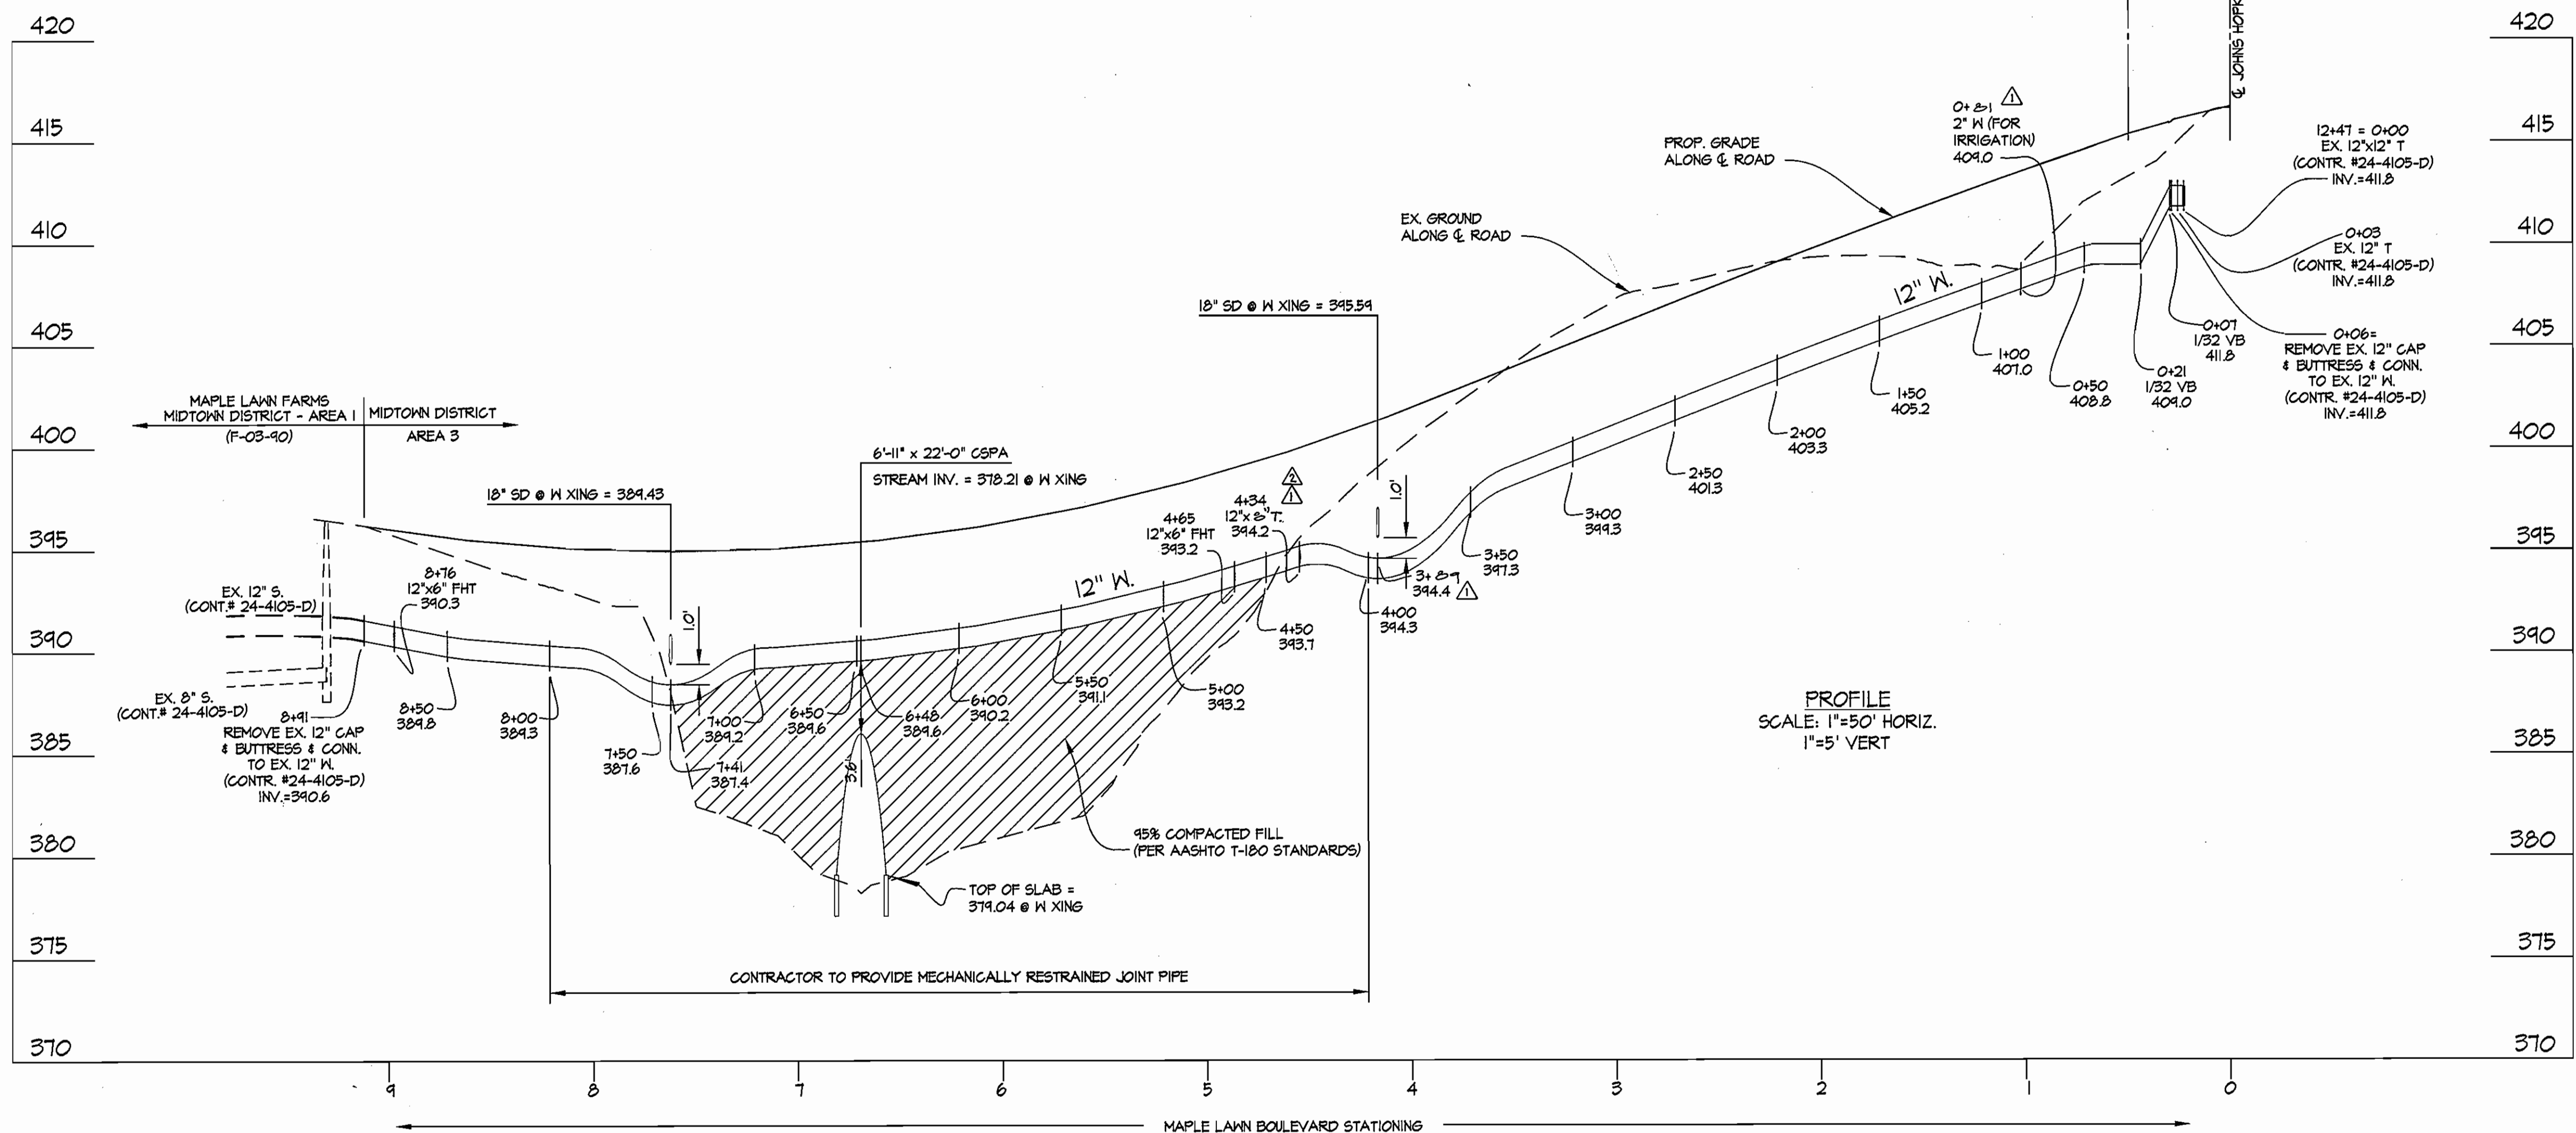 420
415
410
405
400
395
390
385
380
375
370
420
415
410
405
400
395
390
385
380
375
370
℄ JOHNS HOPK
MAPLE LAWN FARMS
MIDTOWN DISTRICT - AREA 1
(F-03-90)
MIDTOWN DISTRICT
AREA 3
EX. 12" S.
(CONT.# 24-4105-D)
EX. 8" S.
(CONT.# 24-4105-D)
8+91
REMOVE EX. 12" CAP
& BUTTRESS & CONN.
TO EX. 12" W.
(CONTR. #24-4105-D)
INV.=390.6
8+76
12"x6" FHT
390.3
8+50
389.8
8+00
389.3
7+50
387.6
7+41
387.4
18" SD @ W XING = 389.43
1.0'
7+00
389.2
6+50
389.6
6+48
389.6
6'-11" x 22'-0" CSPA
STREAM INV. = 378.21 @ W XING
3.6'
6+00
390.2
5+50
391.1
12" W.
5+00
393.2
4+65
12"x6" FHT
393.2
2
1
4+34
12"x8" T.
394.2
4+50
393.7
4+00
394.3
3+89
394.4 1
18" SD @ W XING = 395.59
1.0'
3+50
397.3
3+00
399.3
2+50
401.3
2+00
403.3
1+50
405.2
1+00
407.0
0+50
408.8
12" W.
EX. GROUND
ALONG ℄ ROAD
PROP. GRADE
ALONG ℄ ROAD
0+81 1
2" W (FOR
IRRIGATION)
409.0
0+21
1/32 VB
409.0
0+07
1/32 VB
411.8
12+47 = 0+00
EX. 12"x12" T
(CONTR. #24-4105-D)
INV.=411.8
0+03
EX. 12" T
(CONTR. #24-4105-D)
INV.=411.8
0+06=
REMOVE EX. 12" CAP
& BUTTRESS & CONN.
TO EX. 12" W.
(CONTR. #24-4105-D)
INV.=411.8
95% COMPACTED FILL
(PER AASHTO T-180 STANDARDS)
TOP OF SLAB =
379.04 @ W XING
CONTRACTOR TO PROVIDE MECHANICALLY RESTRAINED JOINT PIPE
PROFILE
SCALE: 1"=50' HORIZ.
1"=5' VERT
9 8 7 6 5 4 3 2 1 0
MAPLE LAWN BOULEVARD STATIONING